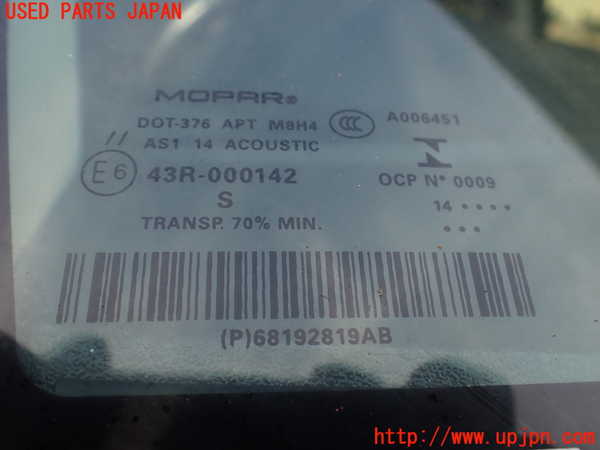 USED PARTS JAPAN
MOPAR®
DOT-376 APT M8H4
CCC A006451
// AS1 14 ACOUSTIC
E6 43R-000142
OCP N° 0009
S
14 ••••
TRANSP. 70% MIN.
•••
(P)68192819AB
http://www.upjpn.com/